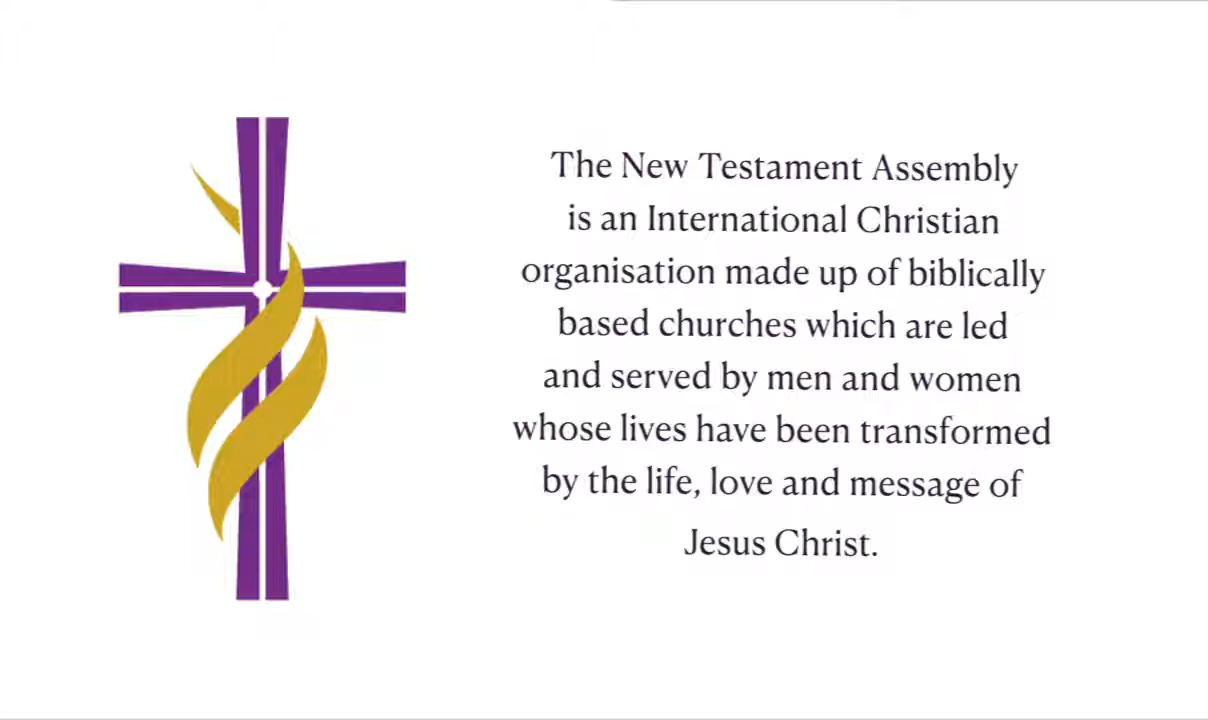 The New Testament Assembly
is an International Christian
organisation made up of biblically
based churches which are led
and served by men and women
whose lives have been transformed
by the life, love and message of
Jesus Christ.